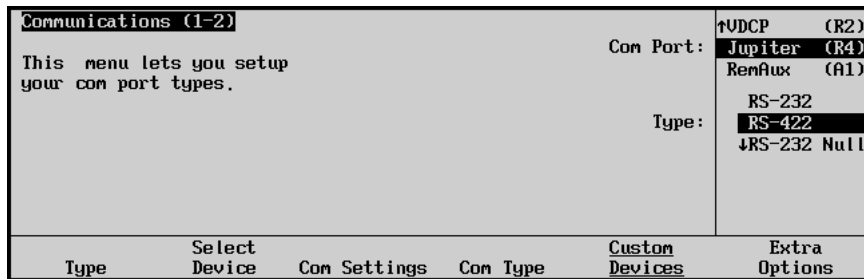 Communications (1-2)
This menu lets you setup
your com port types.
Com Port:
↑VDCP (R2)
Jupiter (R4)
RemAux (A1)
Type:
RS-232
RS-422
↓RS-232 Null
Type
Select Device
Com Settings
Com Type
Custom Devices
Extra Options